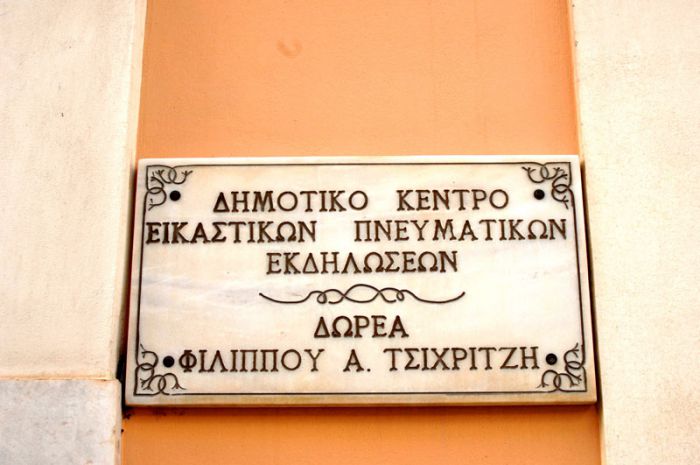 ΔΗΜΟΤΙΚΟ ΚΕΝΤΡΟ
ΕΙΚΑΣΤΙΚΩΝ ΠΝΕΥΜΑΤΙΚΩΝ
ΕΚΔΗΛΩΣΕΩΝ
ΔΩΡΕΑ
ΦΙΛΙΠΠΟΥ Α. ΤΣΙΧΡΙΤΖΗ